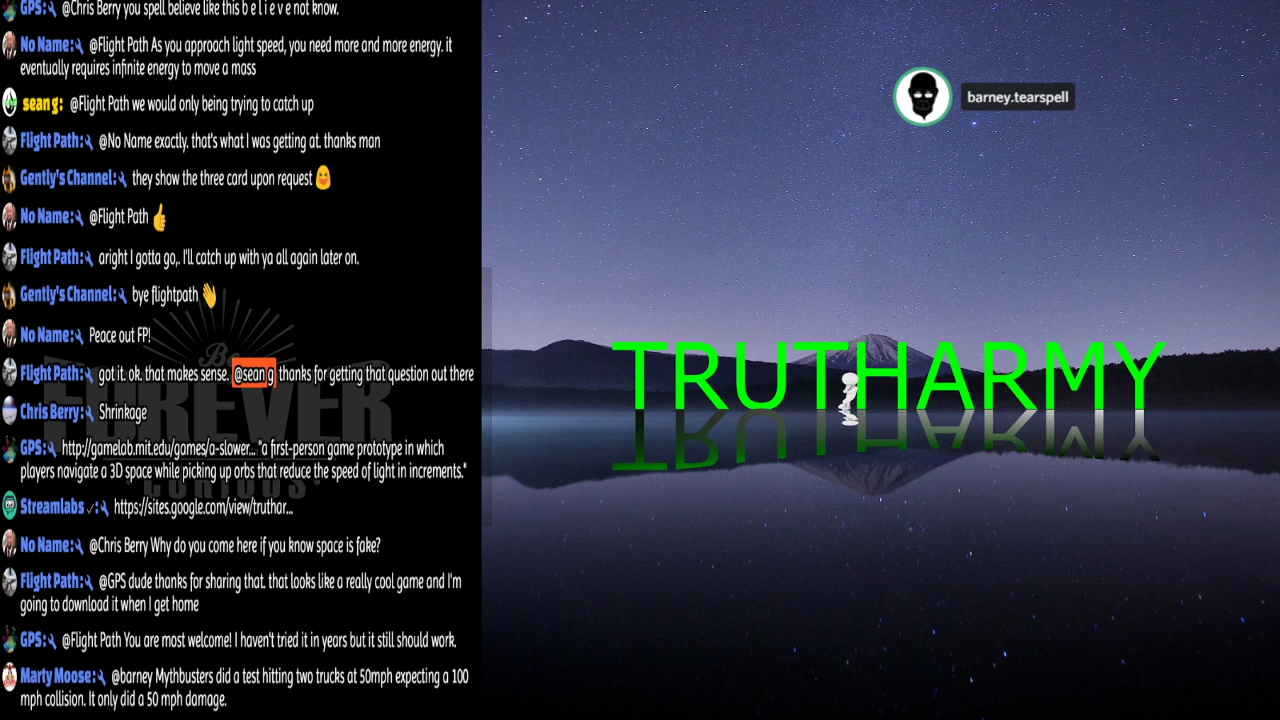 GPS: @Chris Berry you spell believe like this b e l i e v e not know.
No Name: @Flight Path As you approach light speed, you need more and more energy. it
eventually requires infinite energy to move a mass
sean g: @Flight Path we would only being trying to catch up
Flight Path: @No Name exactly. that's what I was getting at. thanks man
Gently's Channel: they show the three card upon request
No Name: @Flight Path
Flight Path: aright I gotta go,. I'll catch up with ya all again later on.
Gently's Channel: bye flightpath
No Name: Peace out FP!
Flight Path: got it. ok. that makes sense. @sean g thanks for getting that question out there
Chris Berry: Shrinkage
GPS: http://gamelab.mit.edu/games/a-slower... "a first-person game prototype in which
players navigate a 3D space while picking up orbs that reduce the speed of light in increments."
Streamlabs: https://sites.google.com/view/truthar...
No Name: @Chris Berry Why do you come here if you know space is fake?
Flight Path: @GPS dude thanks for sharing that. that looks like a really cool game and I'm
going to download it when I get home
GPS: @Flight Path You are most welcome! I haven't tried it in years but it still should work.
Marty Moose: @barney Mythbusters did a test hitting two trucks at 50mph expecting a 100
mph collision. It only did a 50 mph damage.
Be
FOREVER
CURIOUS
barney.tearspell
TRUTHARMY